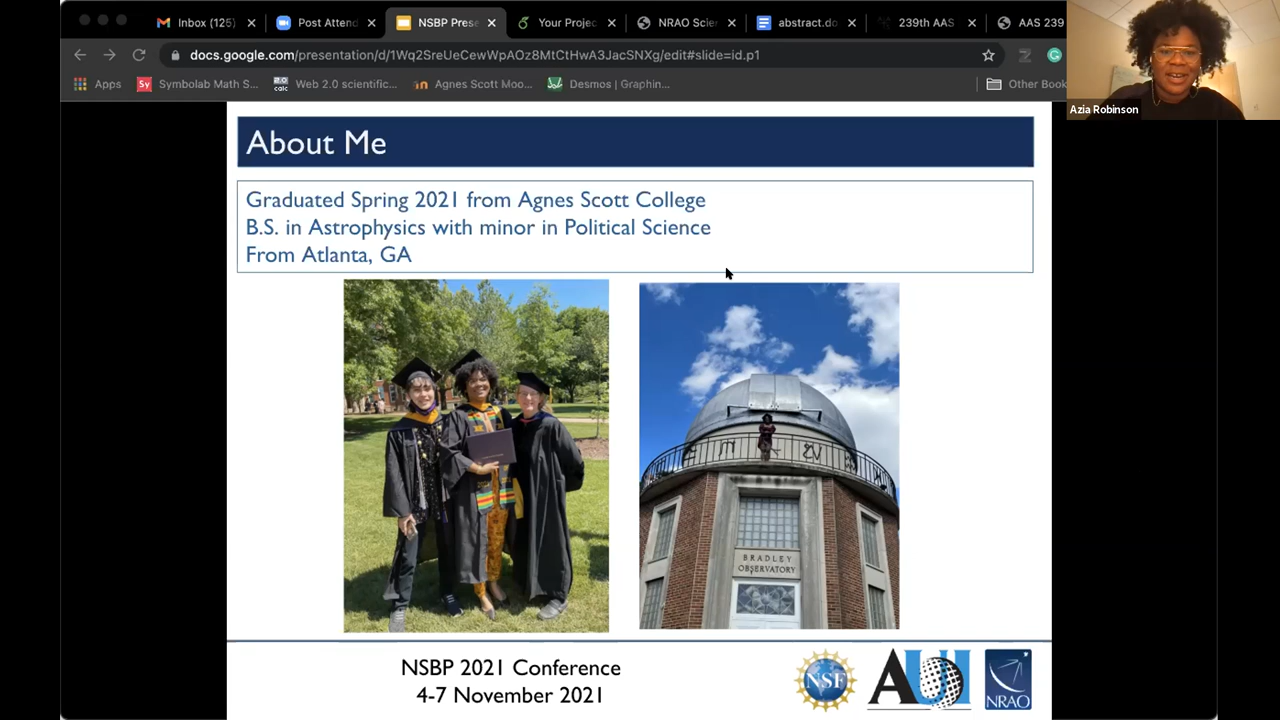 Inbox (125)
Post Attend
NSBP Prese
Your Projec
NRAO Scie
abstract.do
239th AAS
AAS 239
docs.google.com/presentation/d/1Wq2SreUeCewWpAOz8MtCtHwA3JacSNXg/edit#slide=id.p1
Apps
Symbolab Math S...
Web 2.0 scientific...
Agnes Scott Moo...
Desmos | Graphin...
Other Book
Azia Robinson
About Me
Graduated Spring 2021 from Agnes Scott College
B.S. in Astrophysics with minor in Political Science
From Atlanta, GA
BRADLEY
OBSERVATORY
NSBP 2021 Conference
4-7 November 2021
NSF
AUI
NRAO